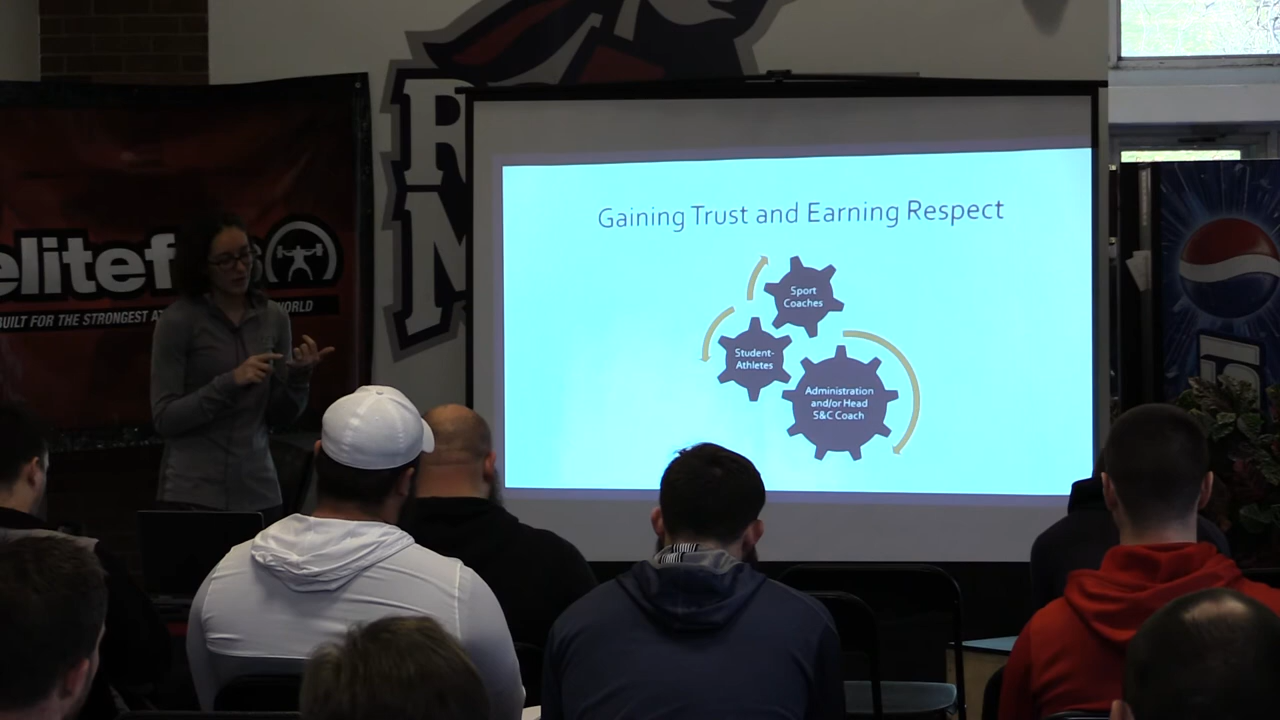 Gaining Trust and Earning Respect
Sport
Coaches
Student-
Athletes
Administration
and/or Head
S&C Coach
elitef
UILT FOR THE STRONGEST AT
WORLD
R
M